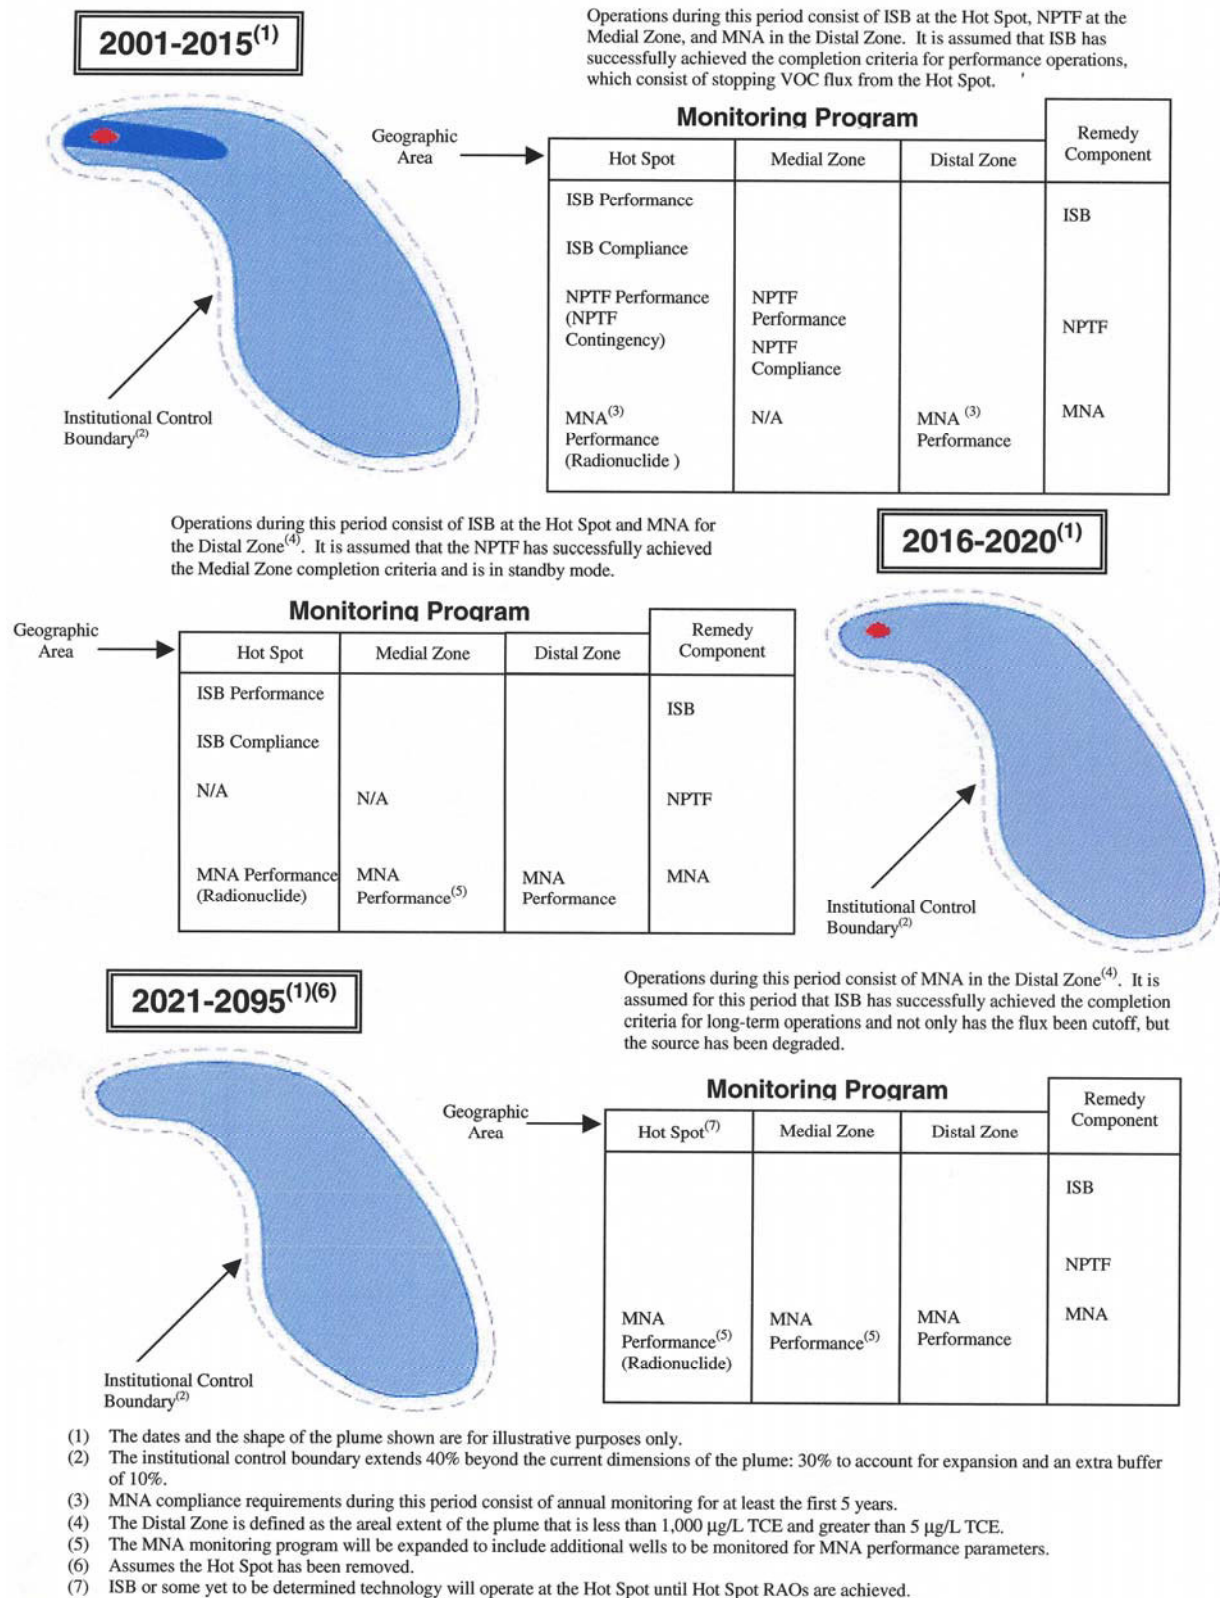 2001-2015(1)
Operations during this period consist of ISB at the Hot Spot, NPTF at the
Medial Zone, and MNA in the Distal Zone. It is assumed that ISB has
successfully achieved the completion criteria for performance operations,
which consist of stopping VOC flux from the Hot Spot.
Geographic
Area
Monitoring Program
Remedy
Component
Hot Spot Medial Zone Distal Zone
ISB Performance
ISB
ISB Compliance
NPTF Performance NPTF
(NPTF Performance NPTF
Contingency) NPTF
Compliance
MNA(3) N/A MNA (3) MNA
Performance Performance
(Radionuclide )
Institutional Control
Boundary(2)
Operations during this period consist of ISB at the Hot Spot and MNA for
the Distal Zone(4). It is assumed that the NPTF has successfully achieved
the Medial Zone completion criteria and is in standby mode.
2016-2020(1)
Geographic
Area
Monitoring Program
Remedy
Component
Hot Spot Medial Zone Distal Zone
ISB Performance
ISB
ISB Compliance
N/A N/A NPTF
MNA Performance MNA MNA MNA
(Radionuclide) Performance(5) Performance
Institutional Control
Boundary(2)
2021-2095(1)(6)
Operations during this period consist of MNA in the Distal Zone(4). It is
assumed for this period that ISB has successfully achieved the completion
criteria for long-term operations and not only has the flux been cutoff, but
the source has been degraded.
Geographic
Area
Monitoring Program
Remedy
Component
Hot Spot(7) Medial Zone Distal Zone
ISB
NPTF
MNA MNA MNA MNA
Performance(5) Performance(5) Performance
(Radionuclide)
Institutional Control
Boundary(2)
(1) The dates and the shape of the plume shown are for illustrative purposes only.
(2) The institutional control boundary extends 40% beyond the current dimensions of the plume: 30% to account for expansion and an extra buffer
of 10%.
(3) MNA compliance requirements during this period consist of annual monitoring for at least the first 5 years.
(4) The Distal Zone is defined as the areal extent of the plume that is less than 1,000 µg/L TCE and greater than 5 µg/L TCE.
(5) The MNA monitoring program will be expanded to include additional wells to be monitored for MNA performance parameters.
(6) Assumes the Hot Spot has been removed.
(7) ISB or some yet to be determined technology will operate at the Hot Spot until Hot Spot RAOs are achieved.